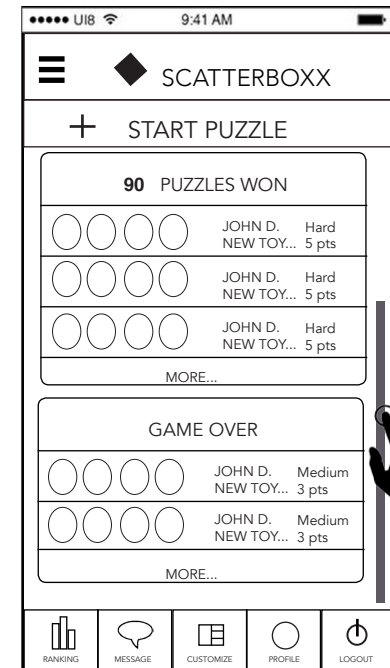 UI8 9:41 AM
SCATTERBOXX
+ START PUZZLE
90 PUZZLES WON
JOHN D. Hard
NEW TOY... 5 pts
JOHN D. Hard
NEW TOY... 5 pts
JOHN D. Hard
NEW TOY... 5 pts
MORE...
GAME OVER
JOHN D. Medium
NEW TOY... 3 pts
JOHN D. Medium
NEW TOY... 3 pts
MORE...
RANKING MESSAGE CUSTOMIZE PROFILE LOGOUT